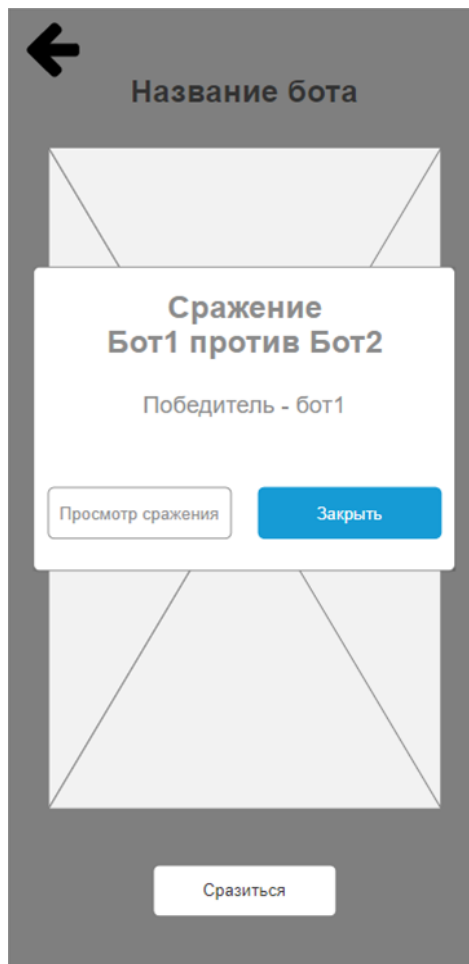 Название бота
Сражение
Бот1 против Бот2
Победитель - бот1
Просмотр сражения
Закрыть
Сразиться